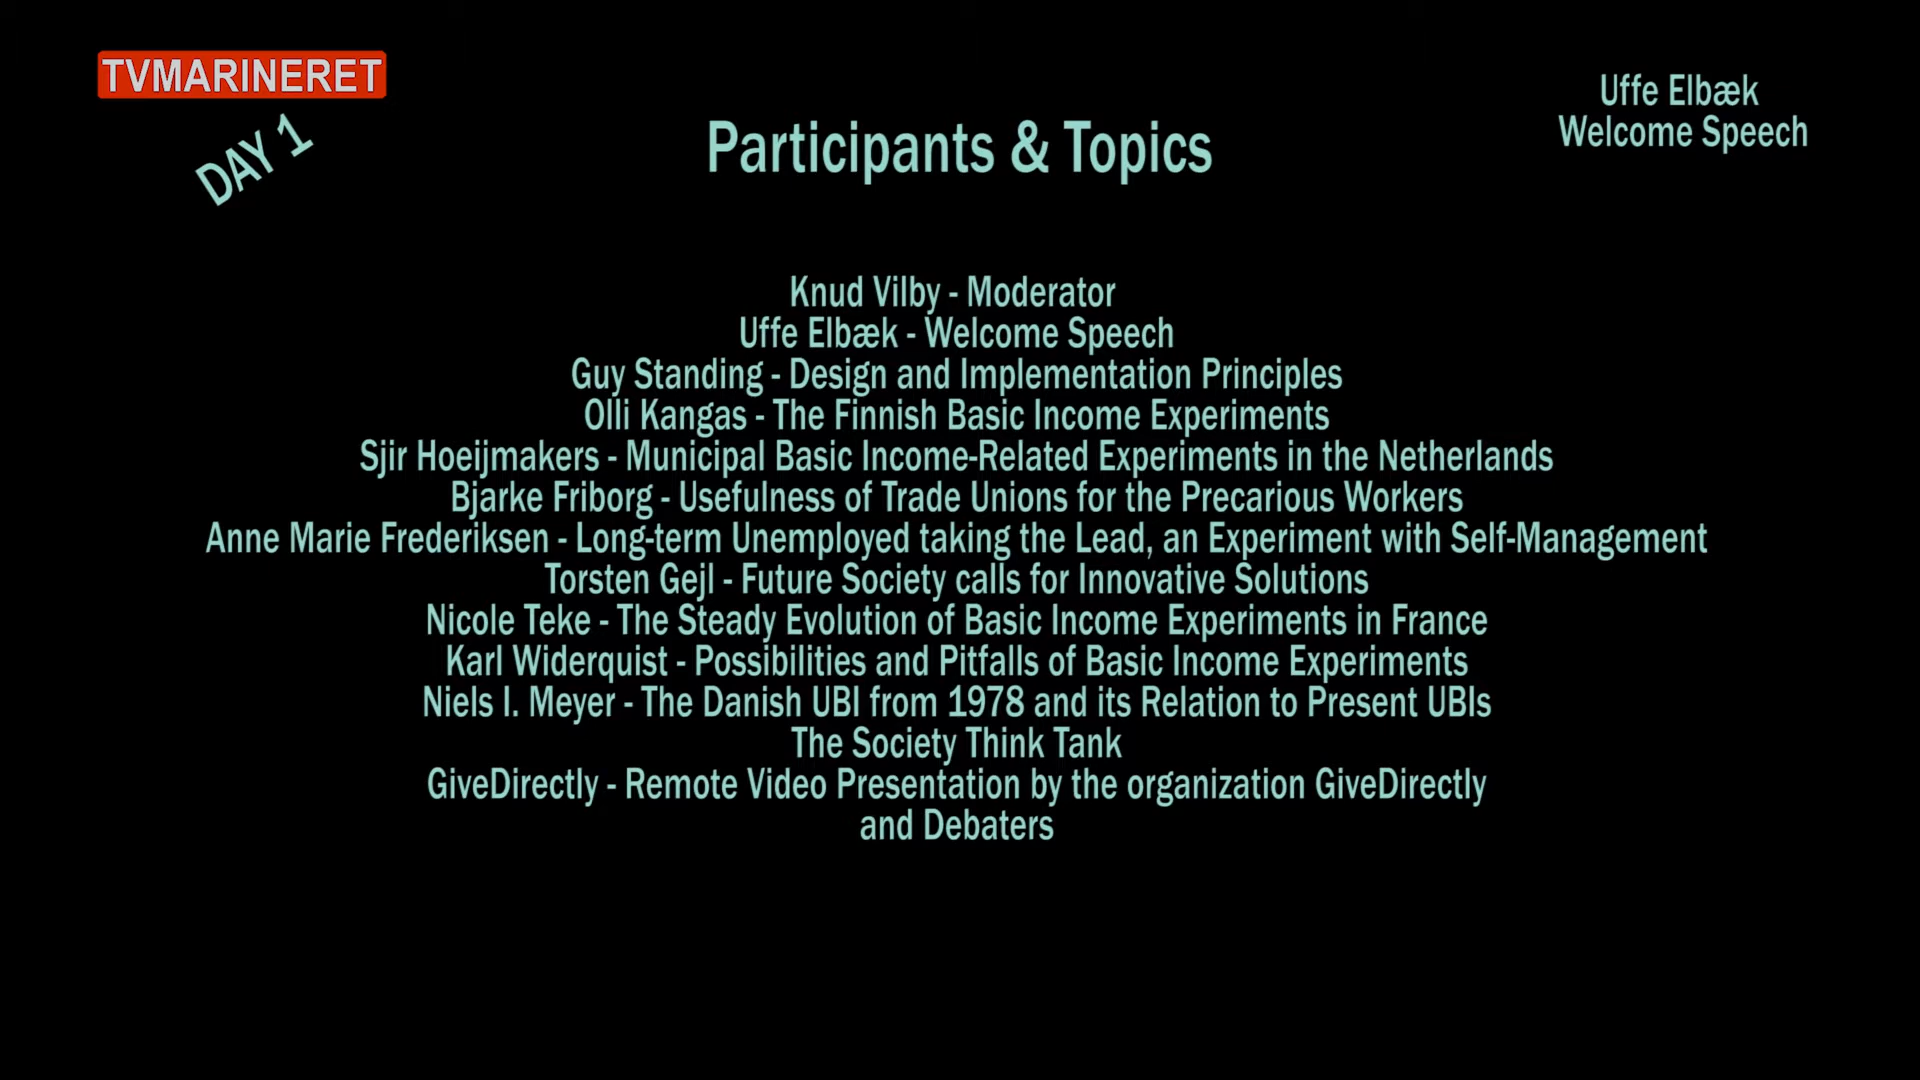 TVMARINERET
DAY 1
Participants & Topics
Uffe Elbæk
Welcome Speech
Knud Vilby - Moderator
Uffe Elbæk - Welcome Speech
Guy Standing - Design and Implementation Principles
Olli Kangas - The Finnish Basic Income Experiments
Sjir Hoeijmakers - Municipal Basic Income-Related Experiments in the Netherlands
Bjarke Friborg - Usefulness of Trade Unions for the Precarious Workers
Anne Marie Frederiksen - Long-term Unemployed taking the Lead, an Experiment with Self-Management
Torsten Gejl - Future Society calls for Innovative Solutions
Nicole Teke - The Steady Evolution of Basic Income Experiments in France
Karl Widerquist - Possibilities and Pitfalls of Basic Income Experiments
Niels I. Meyer - The Danish UBI from 1978 and its Relation to Present UBIs
The Society Think Tank
GiveDirectly - Remote Video Presentation by the organization GiveDirectly
and Debaters